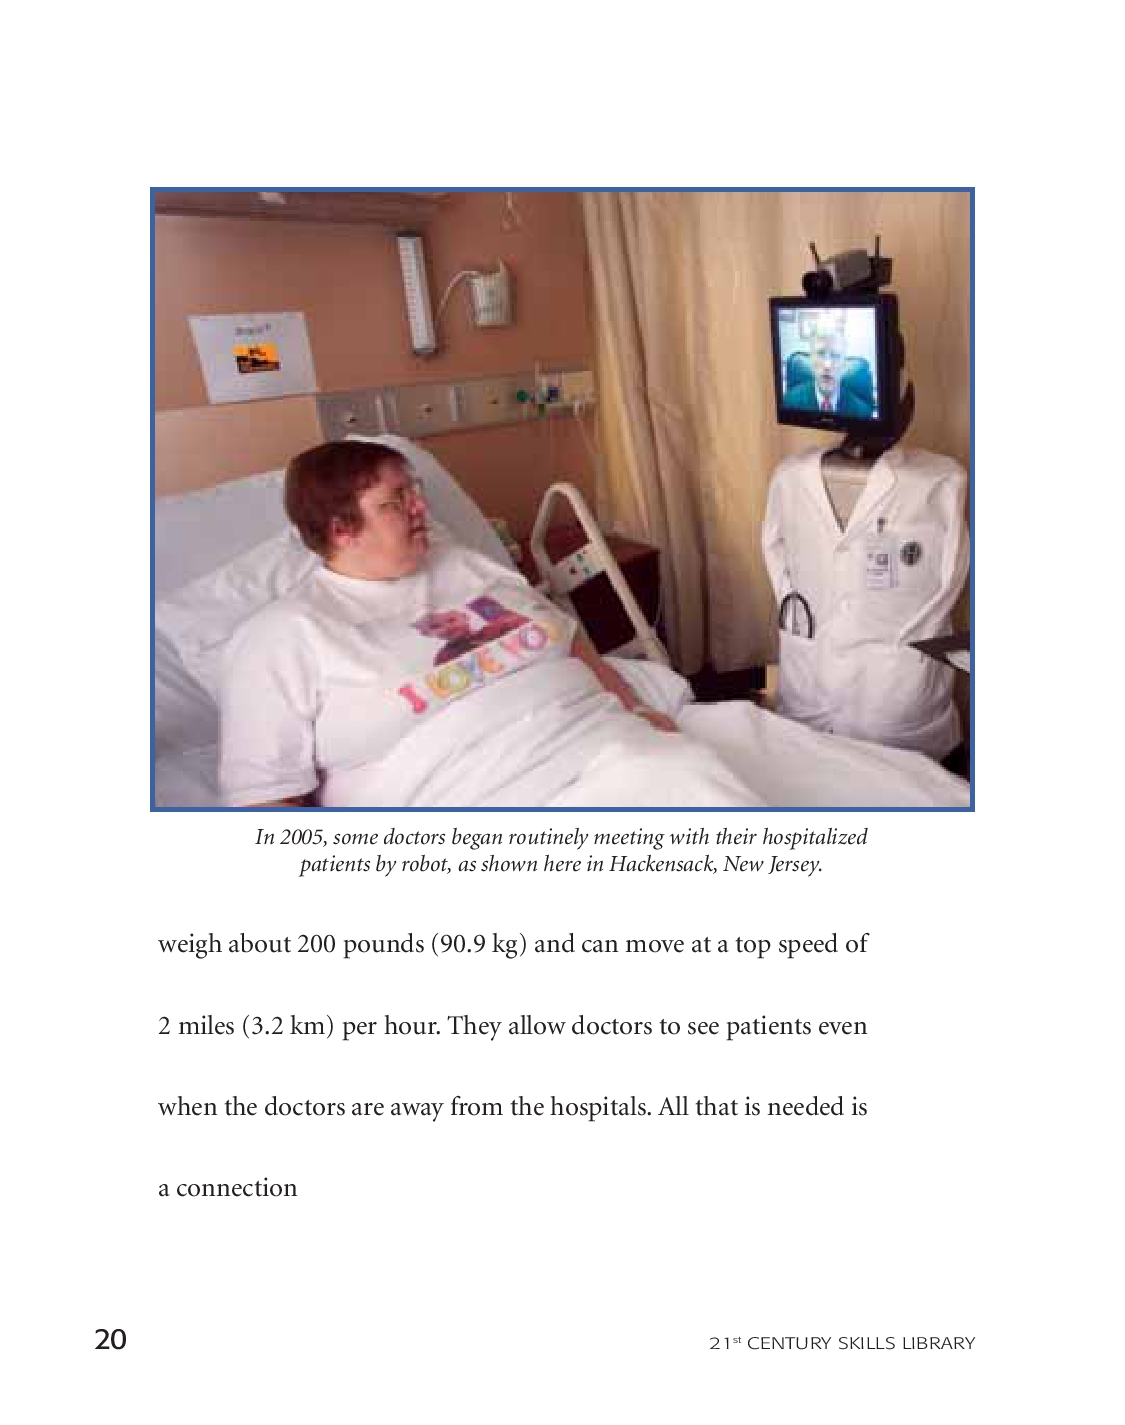 I LOVE YOU
In 2005, some doctors began routinely meeting with their hospitalized
patients by robot, as shown here in Hackensack, New Jersey.
weigh about 200 pounds (90.9 kg) and can move at a top speed of
2 miles (3.2 km) per hour. They allow doctors to see patients even
when the doctors are away from the hospitals. All that is needed is
a connection
20
21st CENTURY SKILLS LIBRARY